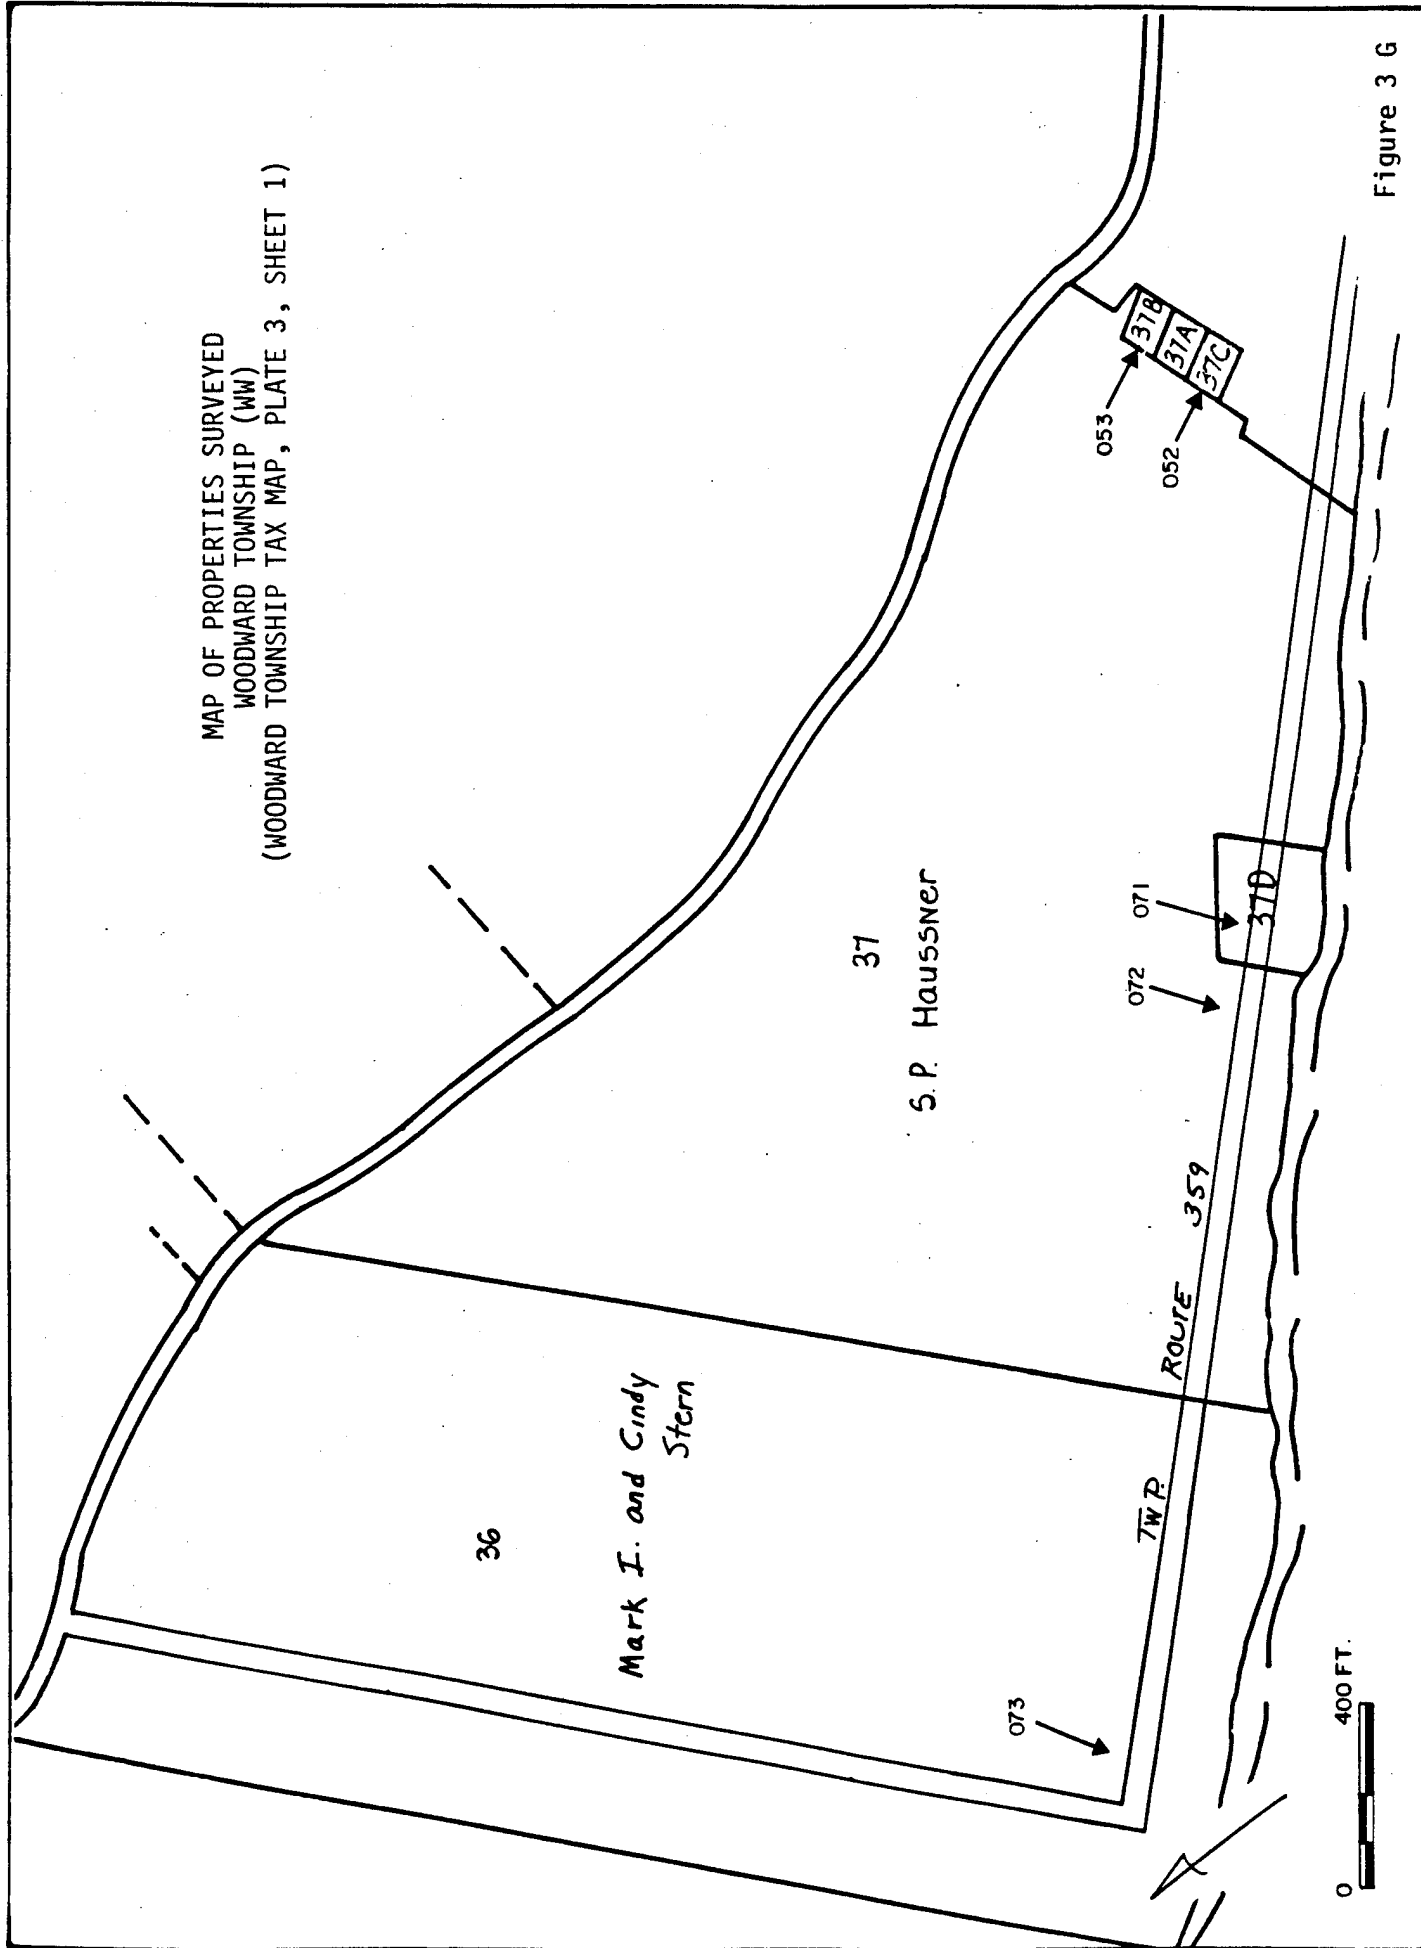 MAP OF PROPERTIES SURVEYED
WOODWARD TOWNSHIP (WW)
(WOODWARD TOWNSHIP TAX MAP, PLATE 3, SHEET 1)
36
Mark I. and Cindy
Stern
37
S.P. Haussner
053
37B
37A
37C
052
071
37D
072
073
TWP. ROUTE 359
0 400 FT.
Figure 3 G